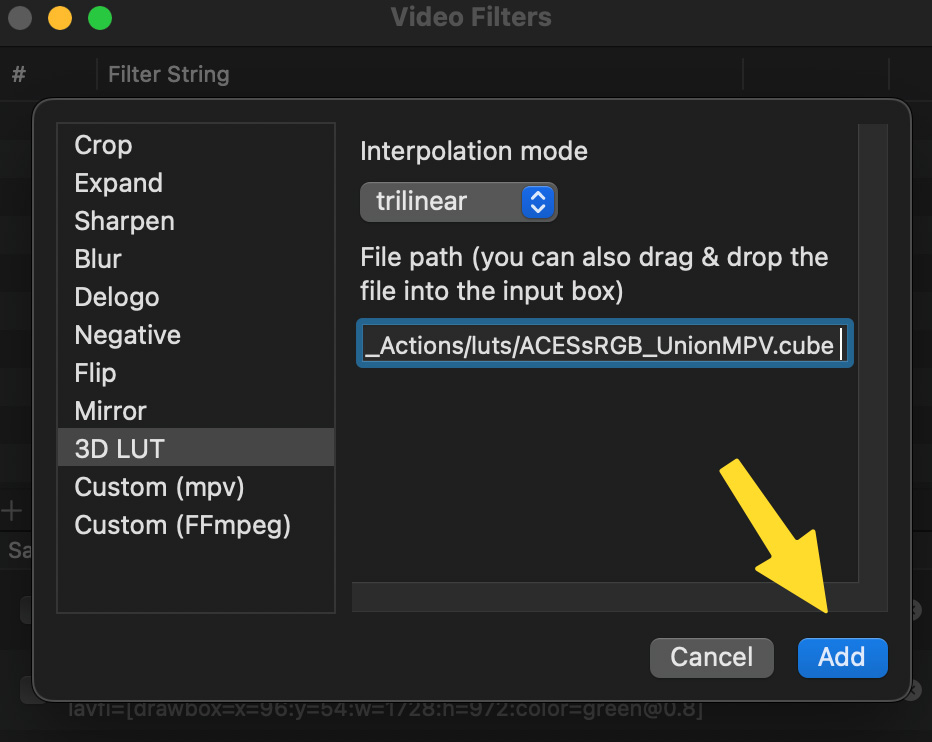 Video Filters
# Filter String
Crop
Expand
Sharpen
Blur
Delogo
Negative
Flip
Mirror
3D LUT
Custom (mpv)
Custom (FFmpeg)
Interpolation mode
trilinear
File path (you can also drag & drop the
file into the input box)
_Actions/luts/ACESsRGB_UnionMPV.cube
Sa
Cancel
Add
lavfi=[drawbox=x=96:y=54:w=1728:h=972:color=green@0.8]